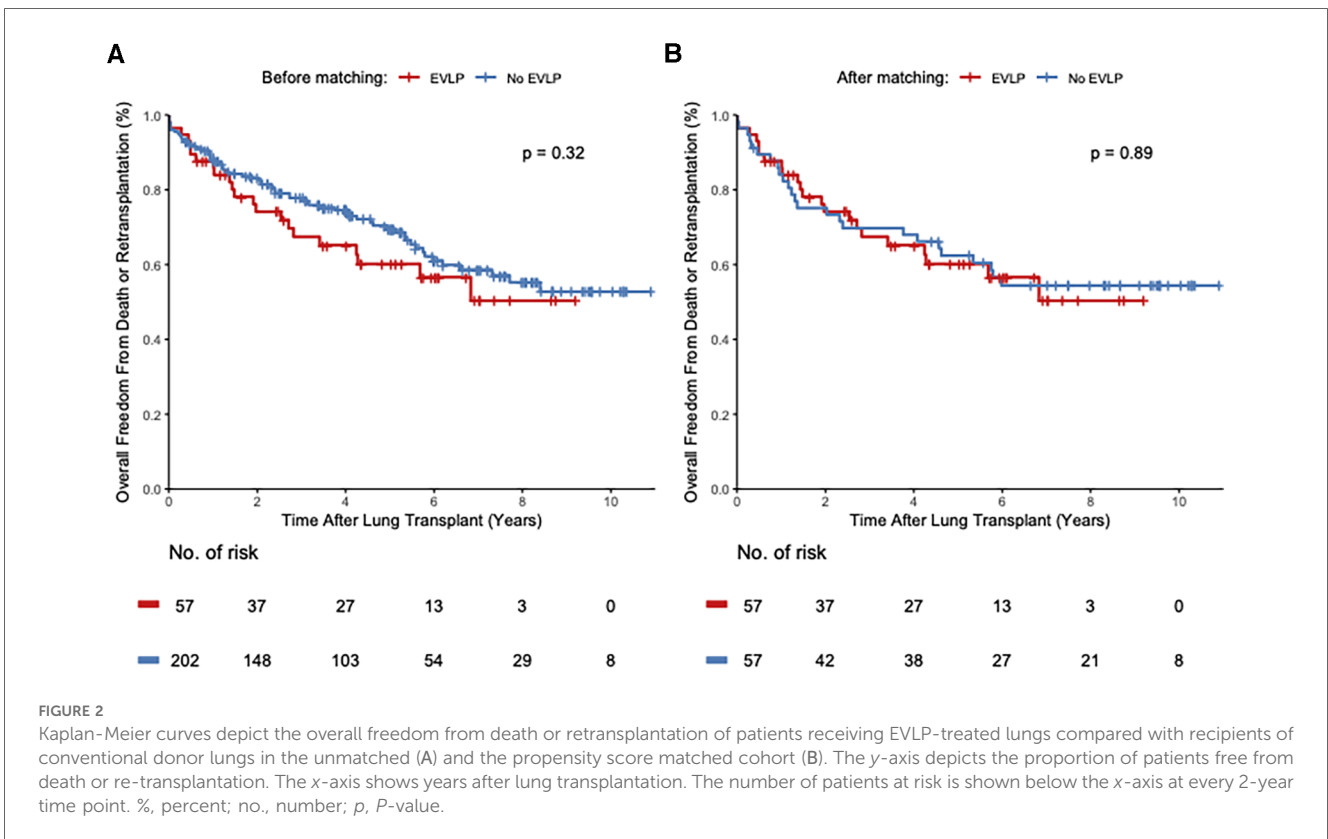 A
Before matching: EVLP No EVLP
p = 0.32
Overall Freedom From Death or Retransplantation (%)
1.0
0.8
0.6
0.4
0.2
0.0
0 2 4 6 8 10
Time After Lung Transplant (Years)
No. of risk
57 37 27 13 3 0
202 148 103 54 29 8
B
After matching: EVLP No EVLP
p = 0.89
Overall Freedom From Death or Retransplantation (%)
1.0
0.8
0.6
0.4
0.2
0.0
0 2 4 6 8 10
Time After Lung Transplant (Years)
No. of risk
57 37 27 13 3 0
57 42 38 27 21 8
FIGURE 2
Kaplan-Meier curves depict the overall freedom from death or retransplantation of patients receiving EVLP-treated lungs compared with recipients of
conventional donor lungs in the unmatched (A) and the propensity score matched cohort (B). The y-axis depicts the proportion of patients free from
death or re-transplantation. The x-axis shows years after lung transplantation. The number of patients at risk is shown below the x-axis at every 2-year
time point. %, percent; no., number; p, P-value.